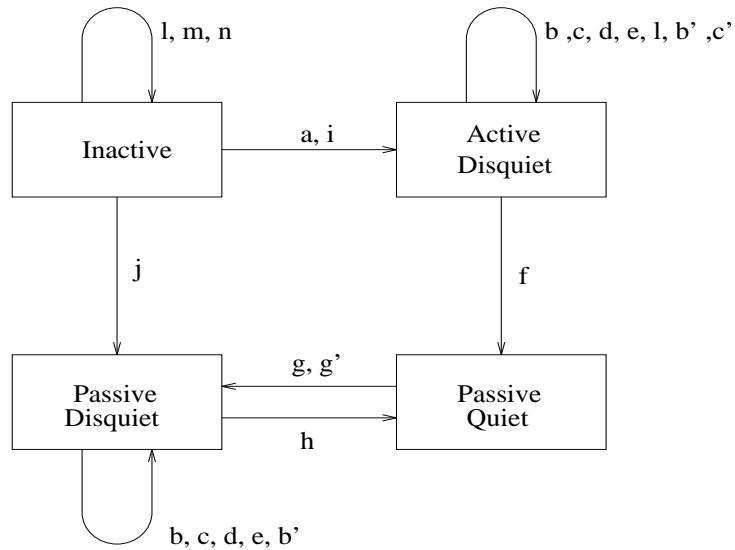 l, m, n
b ,c, d, e, l, b’ ,c’
Inactive
a, i
Active
Disquiet
j
f
Passive
Disquiet
g, g’
h
Passive
Quiet
b, c, d, e, b’